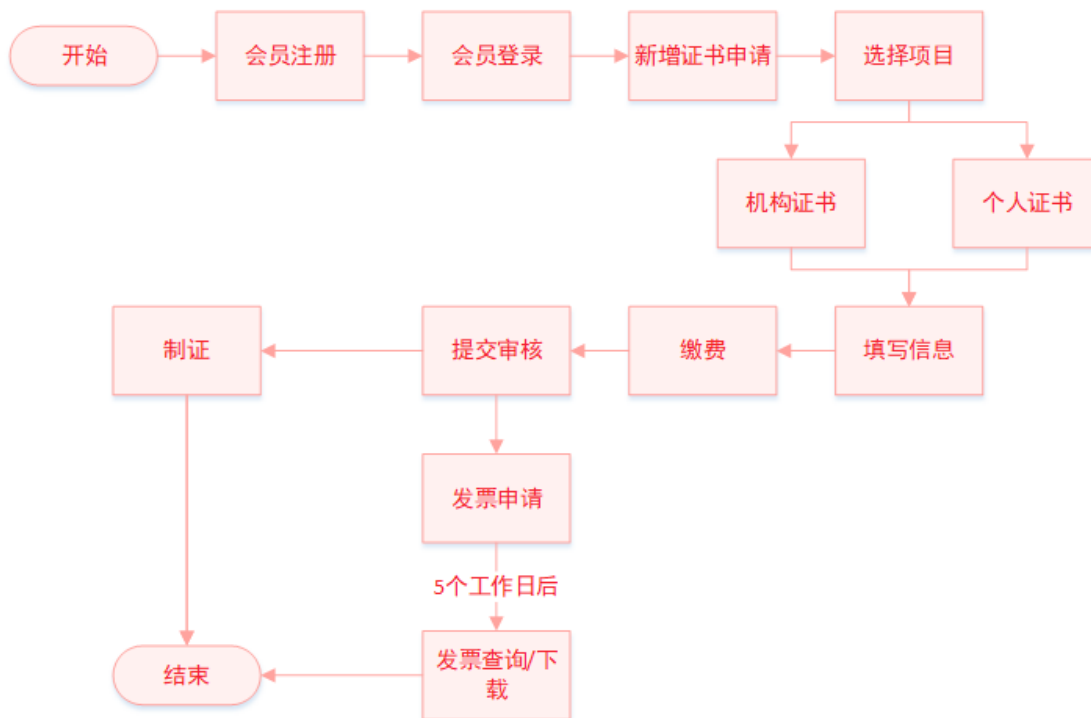 开始
会员注册
会员登录
新增证书申请
选择项目
机构证书
个人证书
制证
提交审核
缴费
填写信息
发票申请
5个工作日后
结束
发票查询/下
载